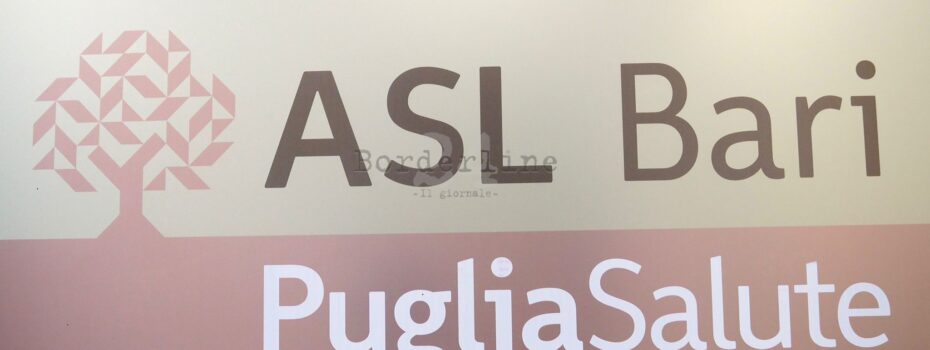 ASL Bari
Borderline
-Il giornale-
PugliaSalute